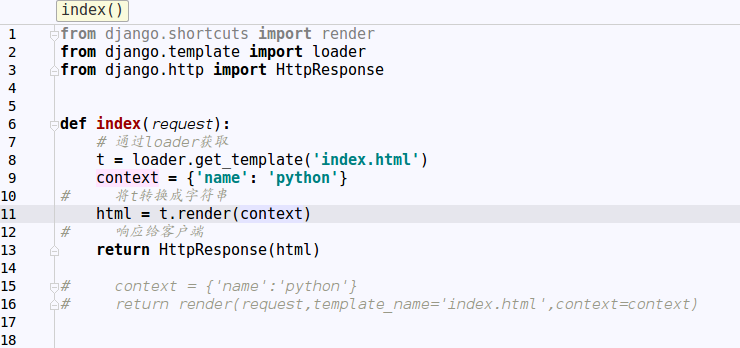 index()
1 from django.shortcuts import render
2 from django.template import loader
3 from django.http import HttpResponse
4
5
6 def index(request):
7     # 通过loader获取
8     t = loader.get_template('index.html')
9     context = {'name': 'python'}
10 #     将t转换成字符串
11     html = t.render(context)
12 #     响应给客户端
13     return HttpResponse(html)
14
15 #     context = {'name':'python'}
16 #     return render(request,template_name='index.html',context=context)
17
18